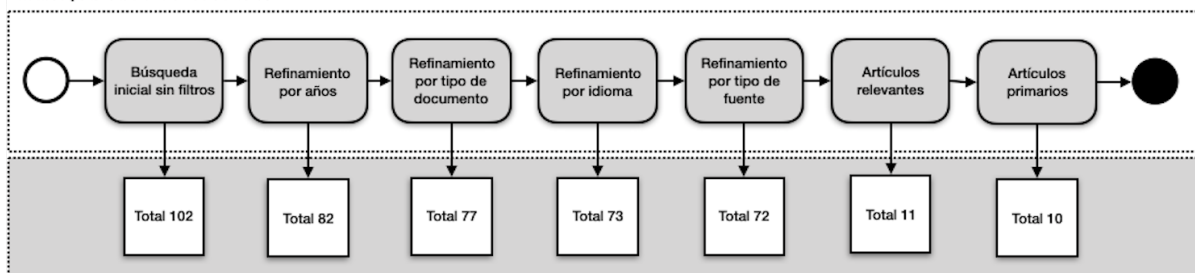 Búsqueda
inicial sin filtros
Refinamiento
por años
Refinamiento
por tipo de
documento
Refinamiento
por idioma
Refinamiento
por tipo de
fuente
Artículos
relevantes
Artículos
primarios
Total 102
Total 82
Total 77
Total 73
Total 72
Total 11
Total 10